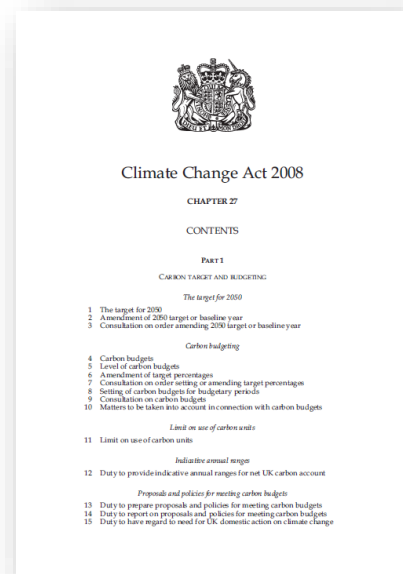 Climate Change Act 2008
CHAPTER 27
CONTENTS
PART 1
CARBON TARGET AND BUDGETING
The target for 2050
1 The target for 2050
2 Amendment of 2050 target or baseline year
3 Consultation on order amending 2050 target or baseline year
Carbon budgeting
4 Carbon budgets
5 Level of carbon budgets
6 Amendment of target percentages
7 Consultation on order setting or amending target percentages
8 Setting of carbon budgets for budgetary periods
9 Consultation on carbon budgets
10 Matters to be taken into account in connection with carbon budgets
Limit on use of carbon units
11 Limit on use of carbon units
Indicative annual ranges
12 Duty to provide indicative annual ranges for net UK carbon account
Proposals and policies for meeting carbon budgets
13 Duty to prepare proposals and policies for meeting carbon budgets
14 Duty to report on proposals and policies for meeting carbon budgets
15 Duty to have regard to need for UK domestic action on climate change